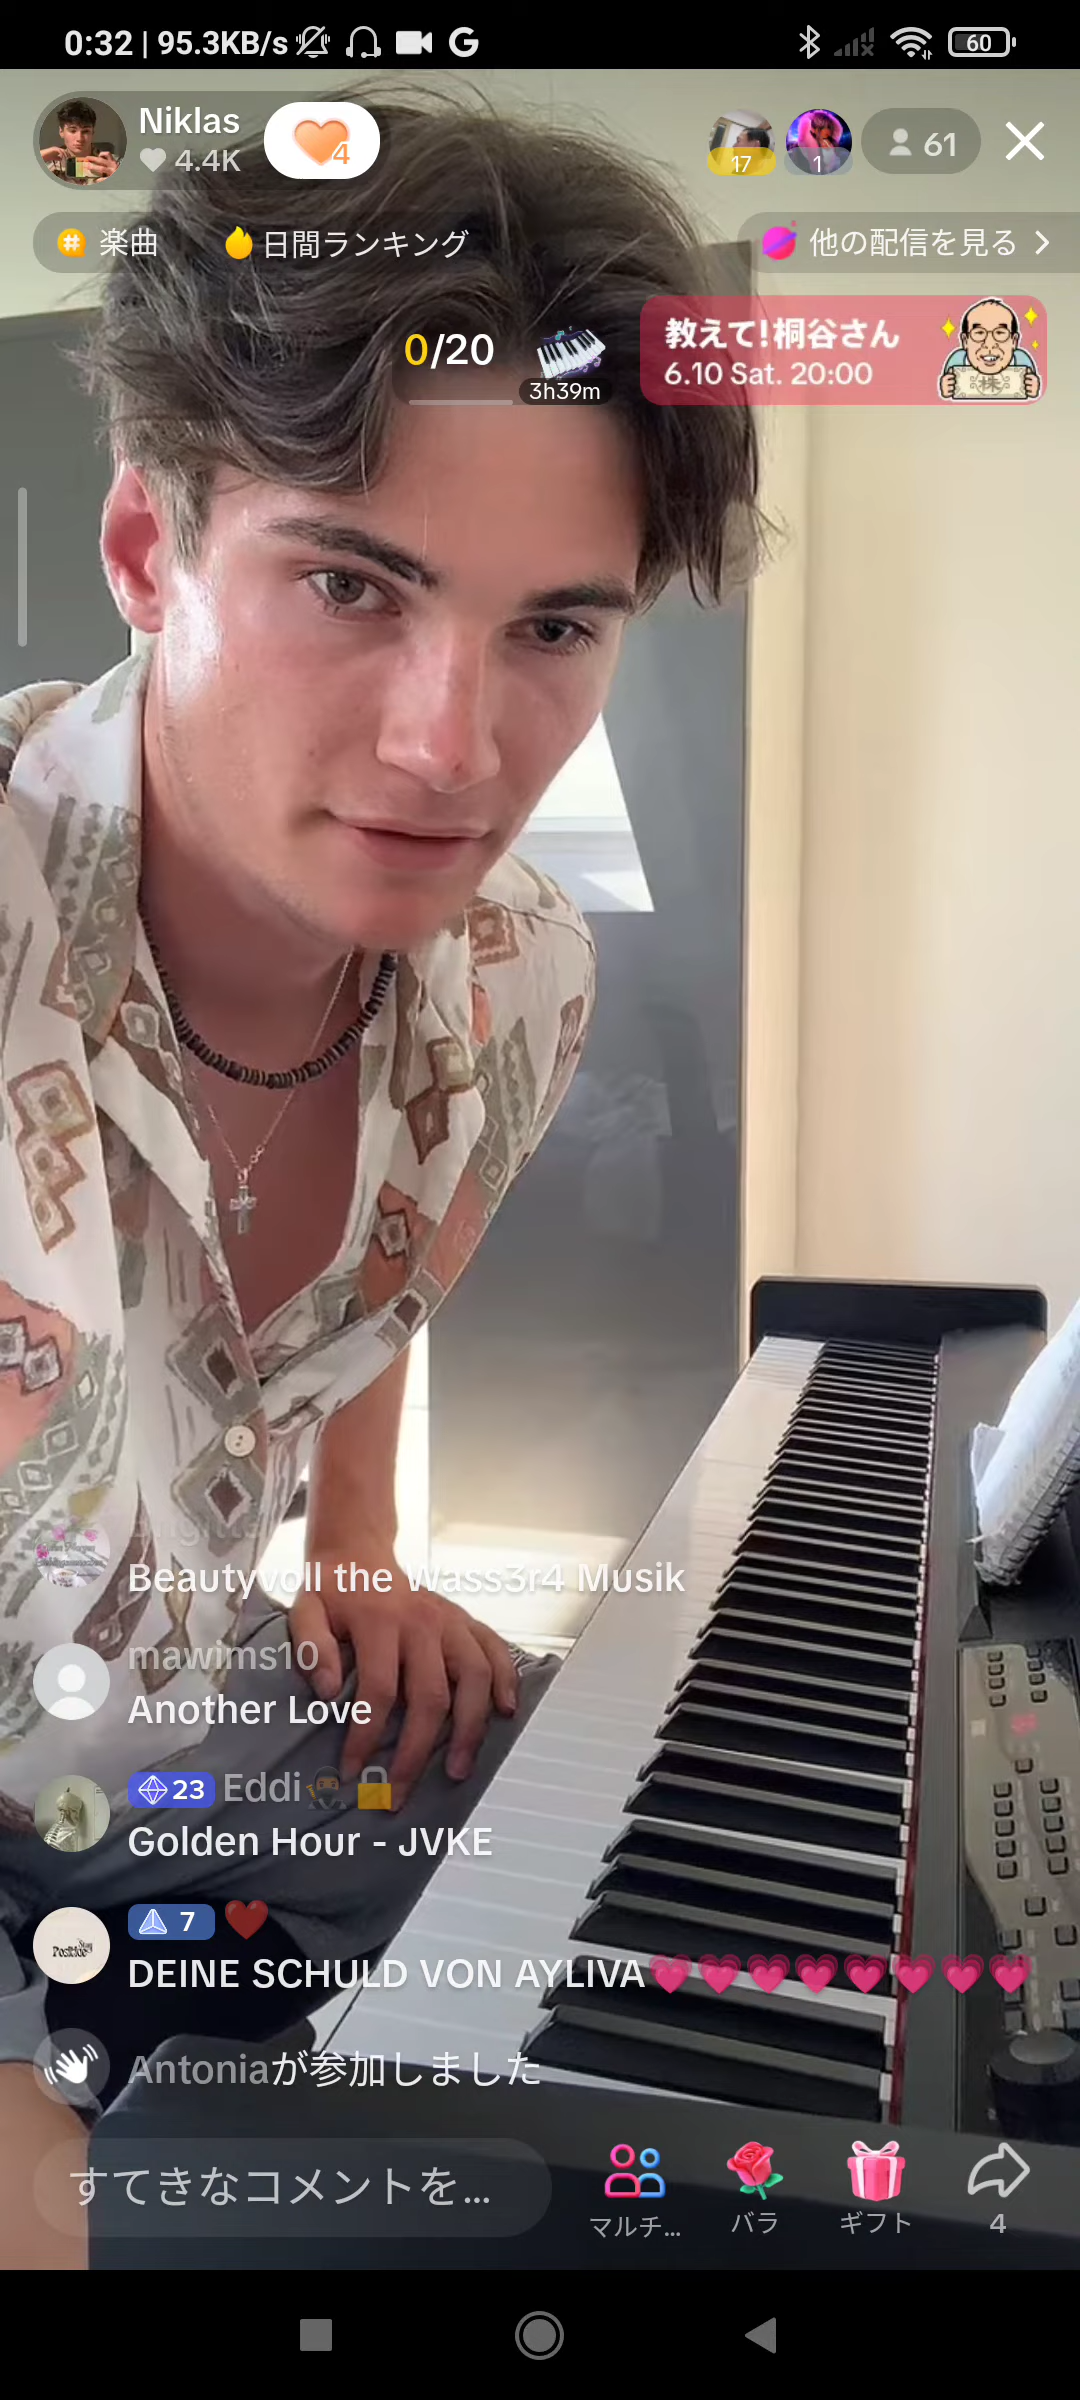 0:32 | 95.3KB/s
60
Niklas
4.4K
4
17
1
61
楽曲
日間ランキング
他の配信を見る
0/20
3h39m
教えて!桐谷さん
6.10 Sat. 20:00
株
Beautyvoll the Wass3r4 Musik
mawims10
Another Love
23 Eddi
Golden Hour - JVKE
7
Stay Positive
DEINE SCHULD VON AYLIVA💗💗💗💗💗💗💗💗
Antoniaが参加しました
すてきなコメントを...
マルチ...
バラ
ギフト
4